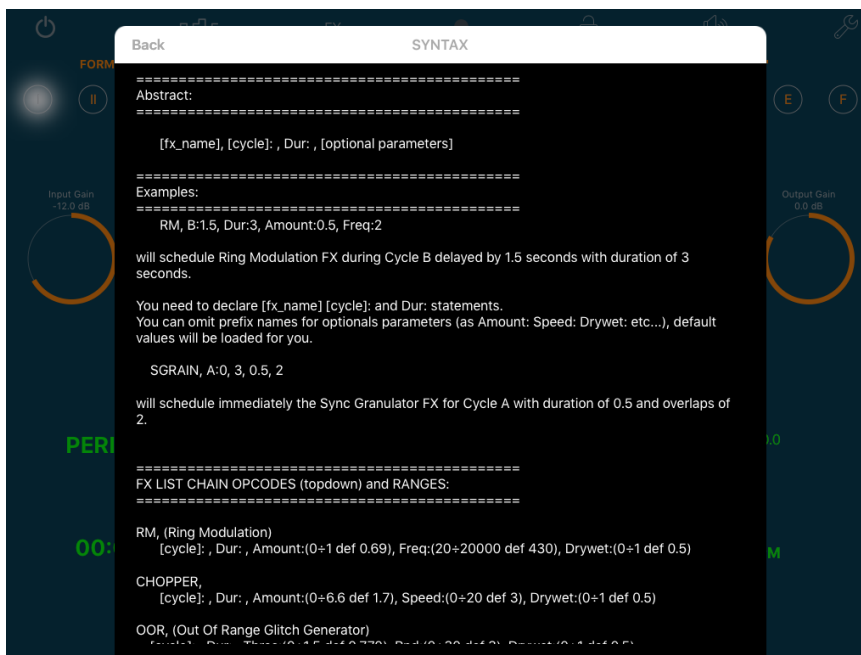 Back
SYNTAX
FORM
II
E
F
Input Gain
-12.0 dB
Output Gain
0.0 dB
==============================================
Abstract:
==============================================
[fx_name], [cycle]: , Dur: , [optional parameters]
==============================================
Examples:
==============================================
RM, B:1.5, Dur:3, Amount:0.5, Freq:2
will schedule Ring Modulation FX during Cycle B delayed by 1.5 seconds with duration of 3
seconds.
You need to declare [fx_name] [cycle]: and Dur: statements.
You can omit prefix names for optionals parameters (as Amount: Speed: Drywet: etc...), default
values will be loaded for you.
SGRAIN, A:0, 3, 0.5, 2
will schedule immediately the Sync Granulator FX for Cycle A with duration of 0.5 and overlaps of
2.
PERI
0.0
==============================================
FX LIST CHAIN OPCODES (topdown) and RANGES:
==============================================
RM, (Ring Modulation)
[cycle]: , Dur: , Amount:(0÷1 def 0.69), Freq:(20÷20000 def 430), Drywet:(0÷1 def 0.5)
00:
M
CHOPPER,
[cycle]: , Dur: , Amount:(0÷6.6 def 1.7), Speed:(0÷20 def 3), Drywet:(0÷1 def 0.5)
OOR, (Out Of Range Glitch Generator)